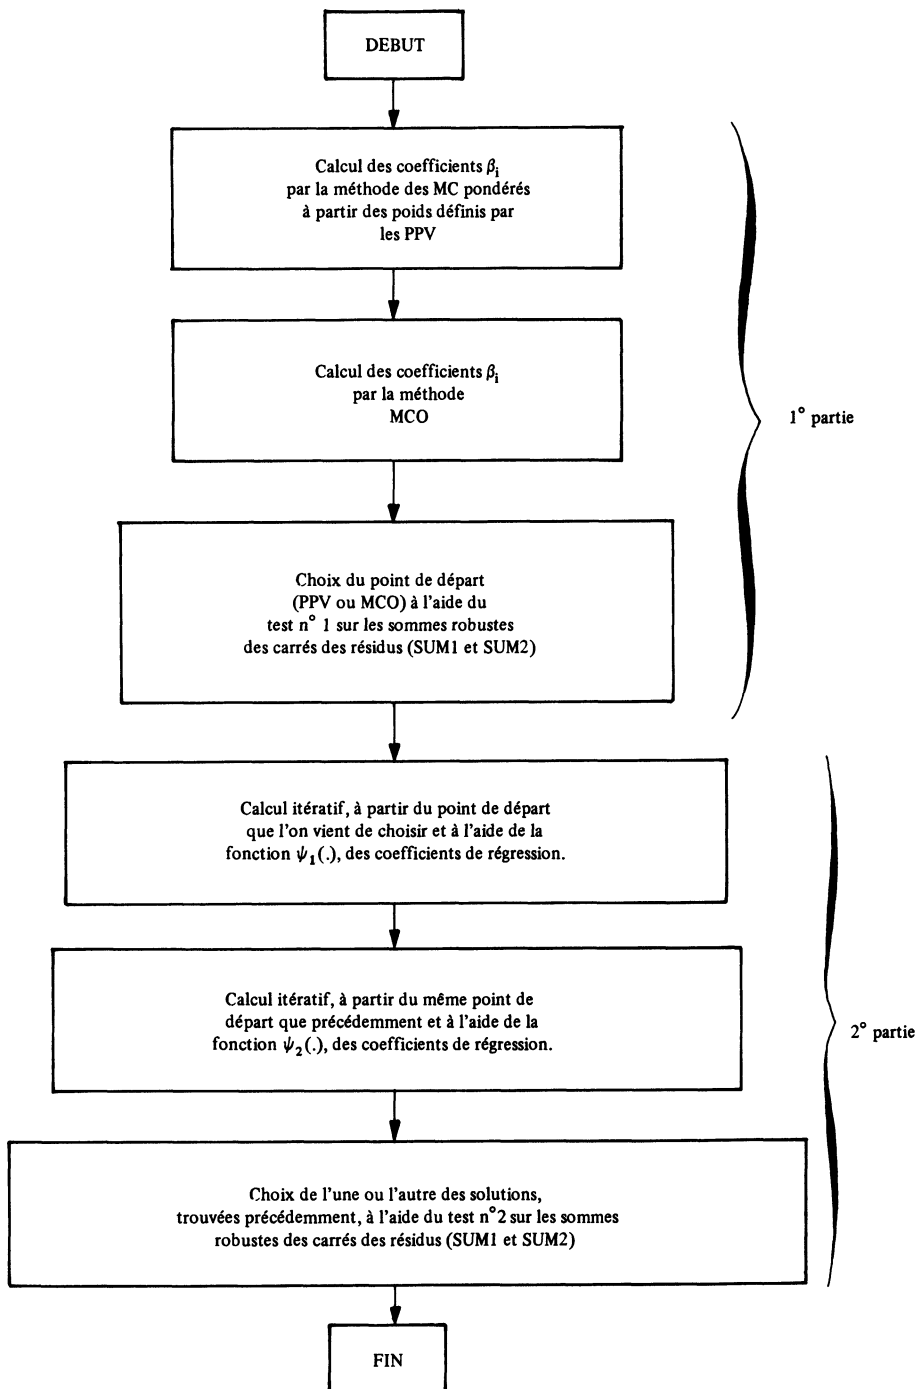 DEBUT
Calcul des coefficients βi
par la méthode des MC pondérés
à partir des poids définis par
les PPV
Calcul des coefficients βi
par la méthode
MCO
1° partie
Choix du point de départ
(PPV ou MCO) à l'aide du
test n° 1 sur les sommes robustes
des carrés des résidus (SUM1 et SUM2)
Calcul itératif, à partir du point de départ
que l'on vient de choisir et à l'aide de la
fonction ψ1(.), des coefficients de régression.
Calcul itératif, à partir du même point de
départ que précédemment et à l'aide de la
fonction ψ2(.), des coefficients de régression.
2° partie
Choix de l'une ou l'autre des solutions,
trouvées précédemment, à l'aide du test n°2 sur les sommes
robustes des carrés des résidus (SUM1 et SUM2)
FIN